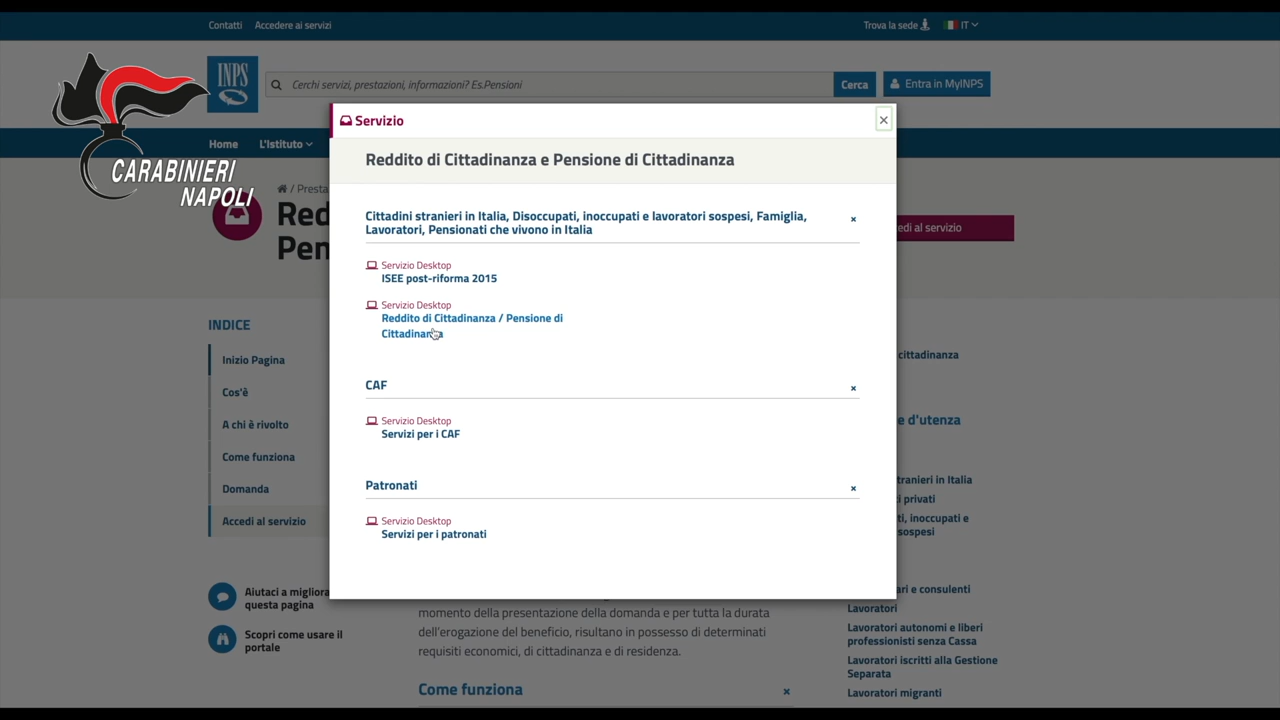 Contatti
Accedere ai servizi
Trova la sede
IT
INPS
Cerchi servizi, prestazioni, informazioni? Es.Pensioni
Cerca
Entra in MyINPS
CARABINIERI
NAPOLI
Home
L'Istituto
Servizio
×
Reddito di Cittadinanza e Pensione di Cittadinanza
/ Presta
Red
Pen
edi al servizio
Cittadini stranieri in Italia, Disoccupati, inoccupati e lavoratori sospesi, Famiglia,
Lavoratori, Pensionati che vivono in Italia
Servizio Desktop
ISEE post-riforma 2015
Servizio Desktop
Reddito di Cittadinanza / Pensione di
Cittadinanza
CAF
Servizio Desktop
Servizi per i CAF
Patronati
Servizio Desktop
Servizi per i patronati
INDICE
Inizio Pagina
Cos'è
A chi è rivolto
Come funziona
Domanda
Accedi al servizio
Aiutaci a migliora
questa pagina
Scopri come usare il
portale
momento della presentazione della domanda e per tutta la durata
dell'erogazione del beneficio, risultano in possesso di determinati
requisiti economici, di cittadinanza e di residenza.
Come funziona
cittadinanza
e d'utenza
tranieri in Italia
i privati
ti, inoccupati e
sospesi
ari e consulenti
Lavoratori
Lavoratori autonomi e liberi
professionisti senza Cassa
Lavoratori iscritti alla Gestione
Separata
Lavoratori migranti